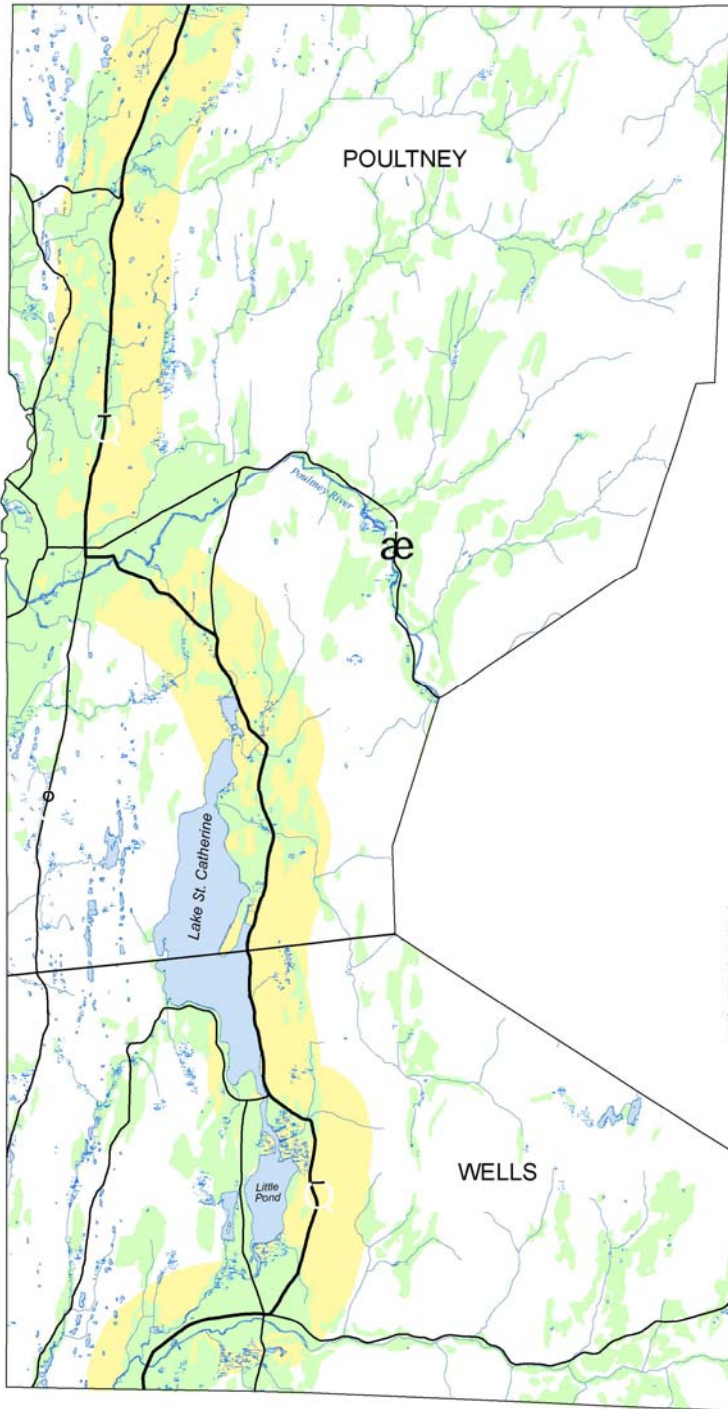 POULTNEY
Poultney River
æ
Lake St. Catherine
Little
Pond
WELLS